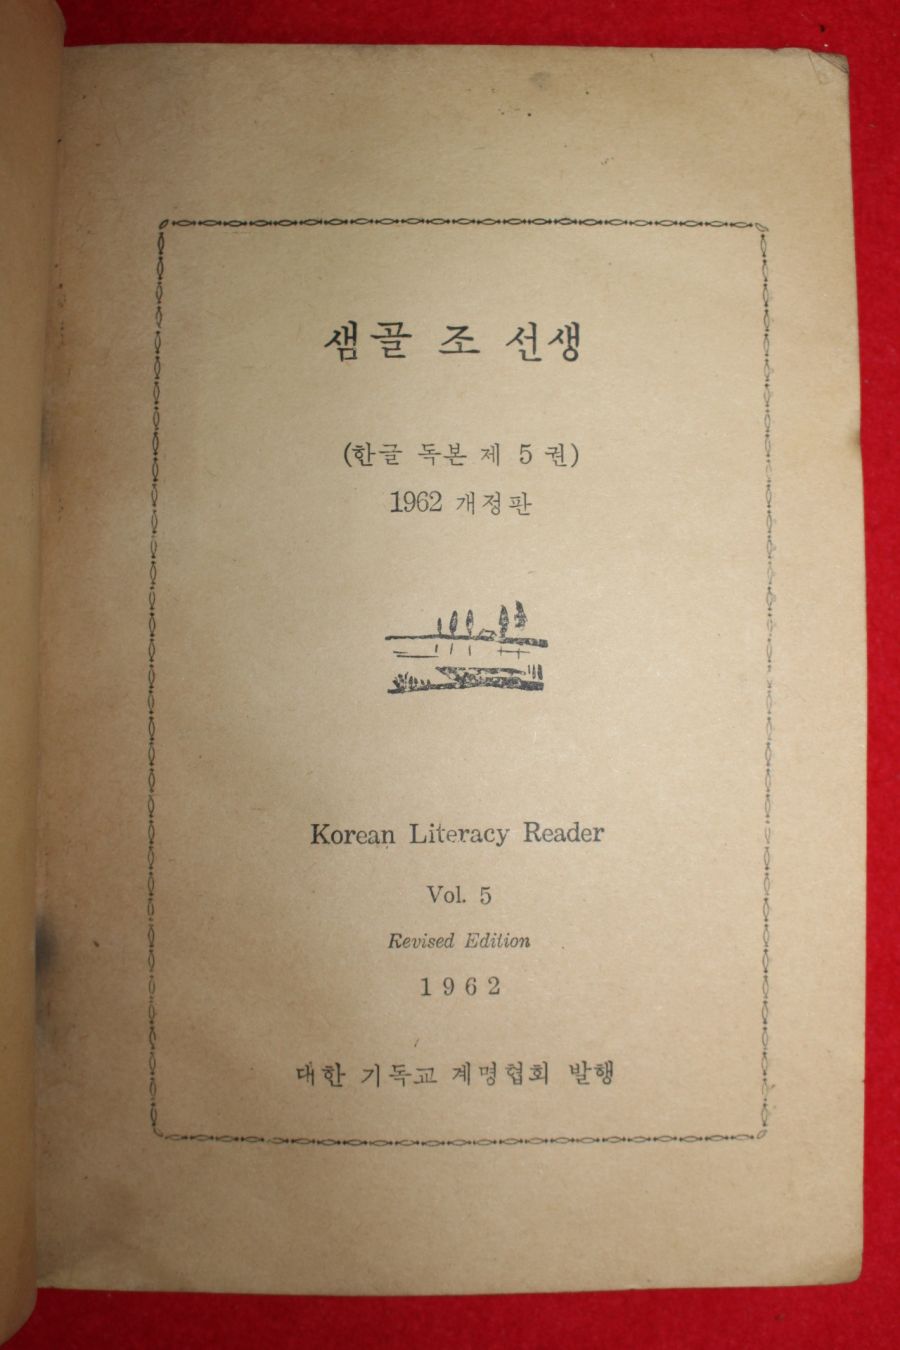 샘골 조 선생
(한글 독본 제 5 권)
1962 개정판
Korean Literacy Reader
Vol. 5
Revised Edition
1962
대한 기독교 계명협회 발행